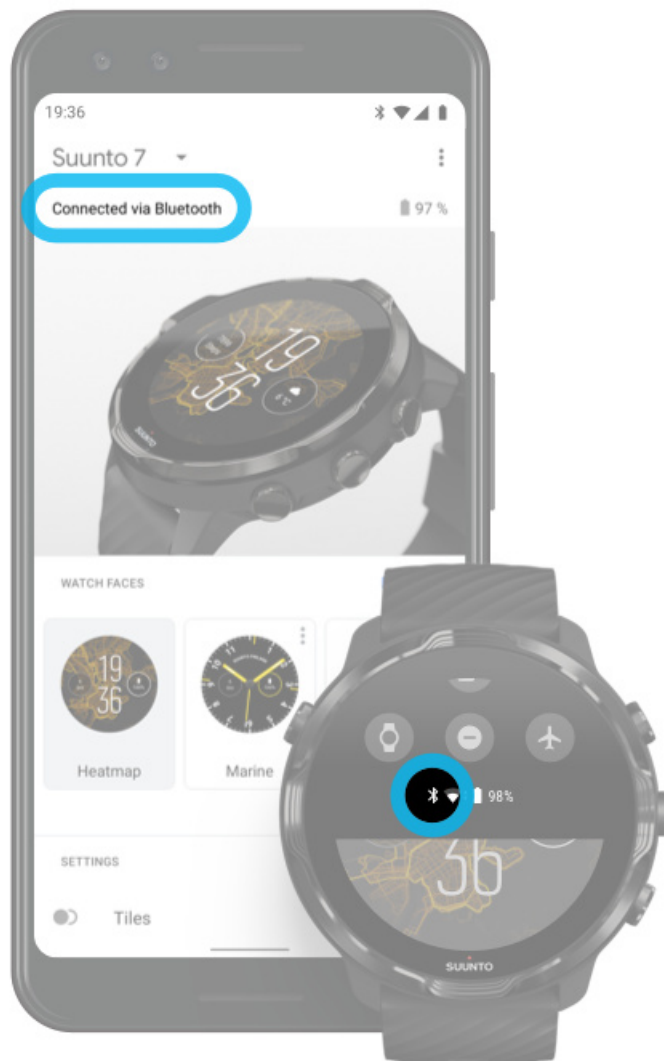 19:36
Suunto 7
Connected via Bluetooth
97 %
19
36
SUUNTO
WATCH FACES
19
36
Heatmap
Marine
98%
36
SUUNTO
SETTINGS
Tiles